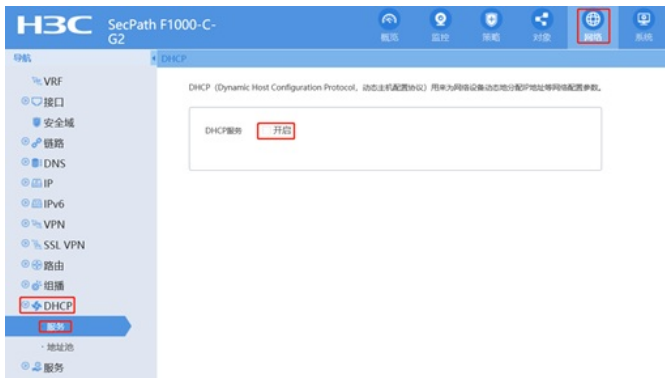 H3C SecPath F1000-C-G2
概览 监控 策略 对象 网络 系统
导航
DHCP
VRF
接口
安全域
链路
DNS
IP
IPv6
VPN
SSL VPN
路由
组播
DHCP
服务
地址池
服务
DHCP（Dynamic Host Configuration Protocol，动态主机配置协议）用来为网络设备动态地分配IP地址等网络配置参数。
DHCP服务 开启